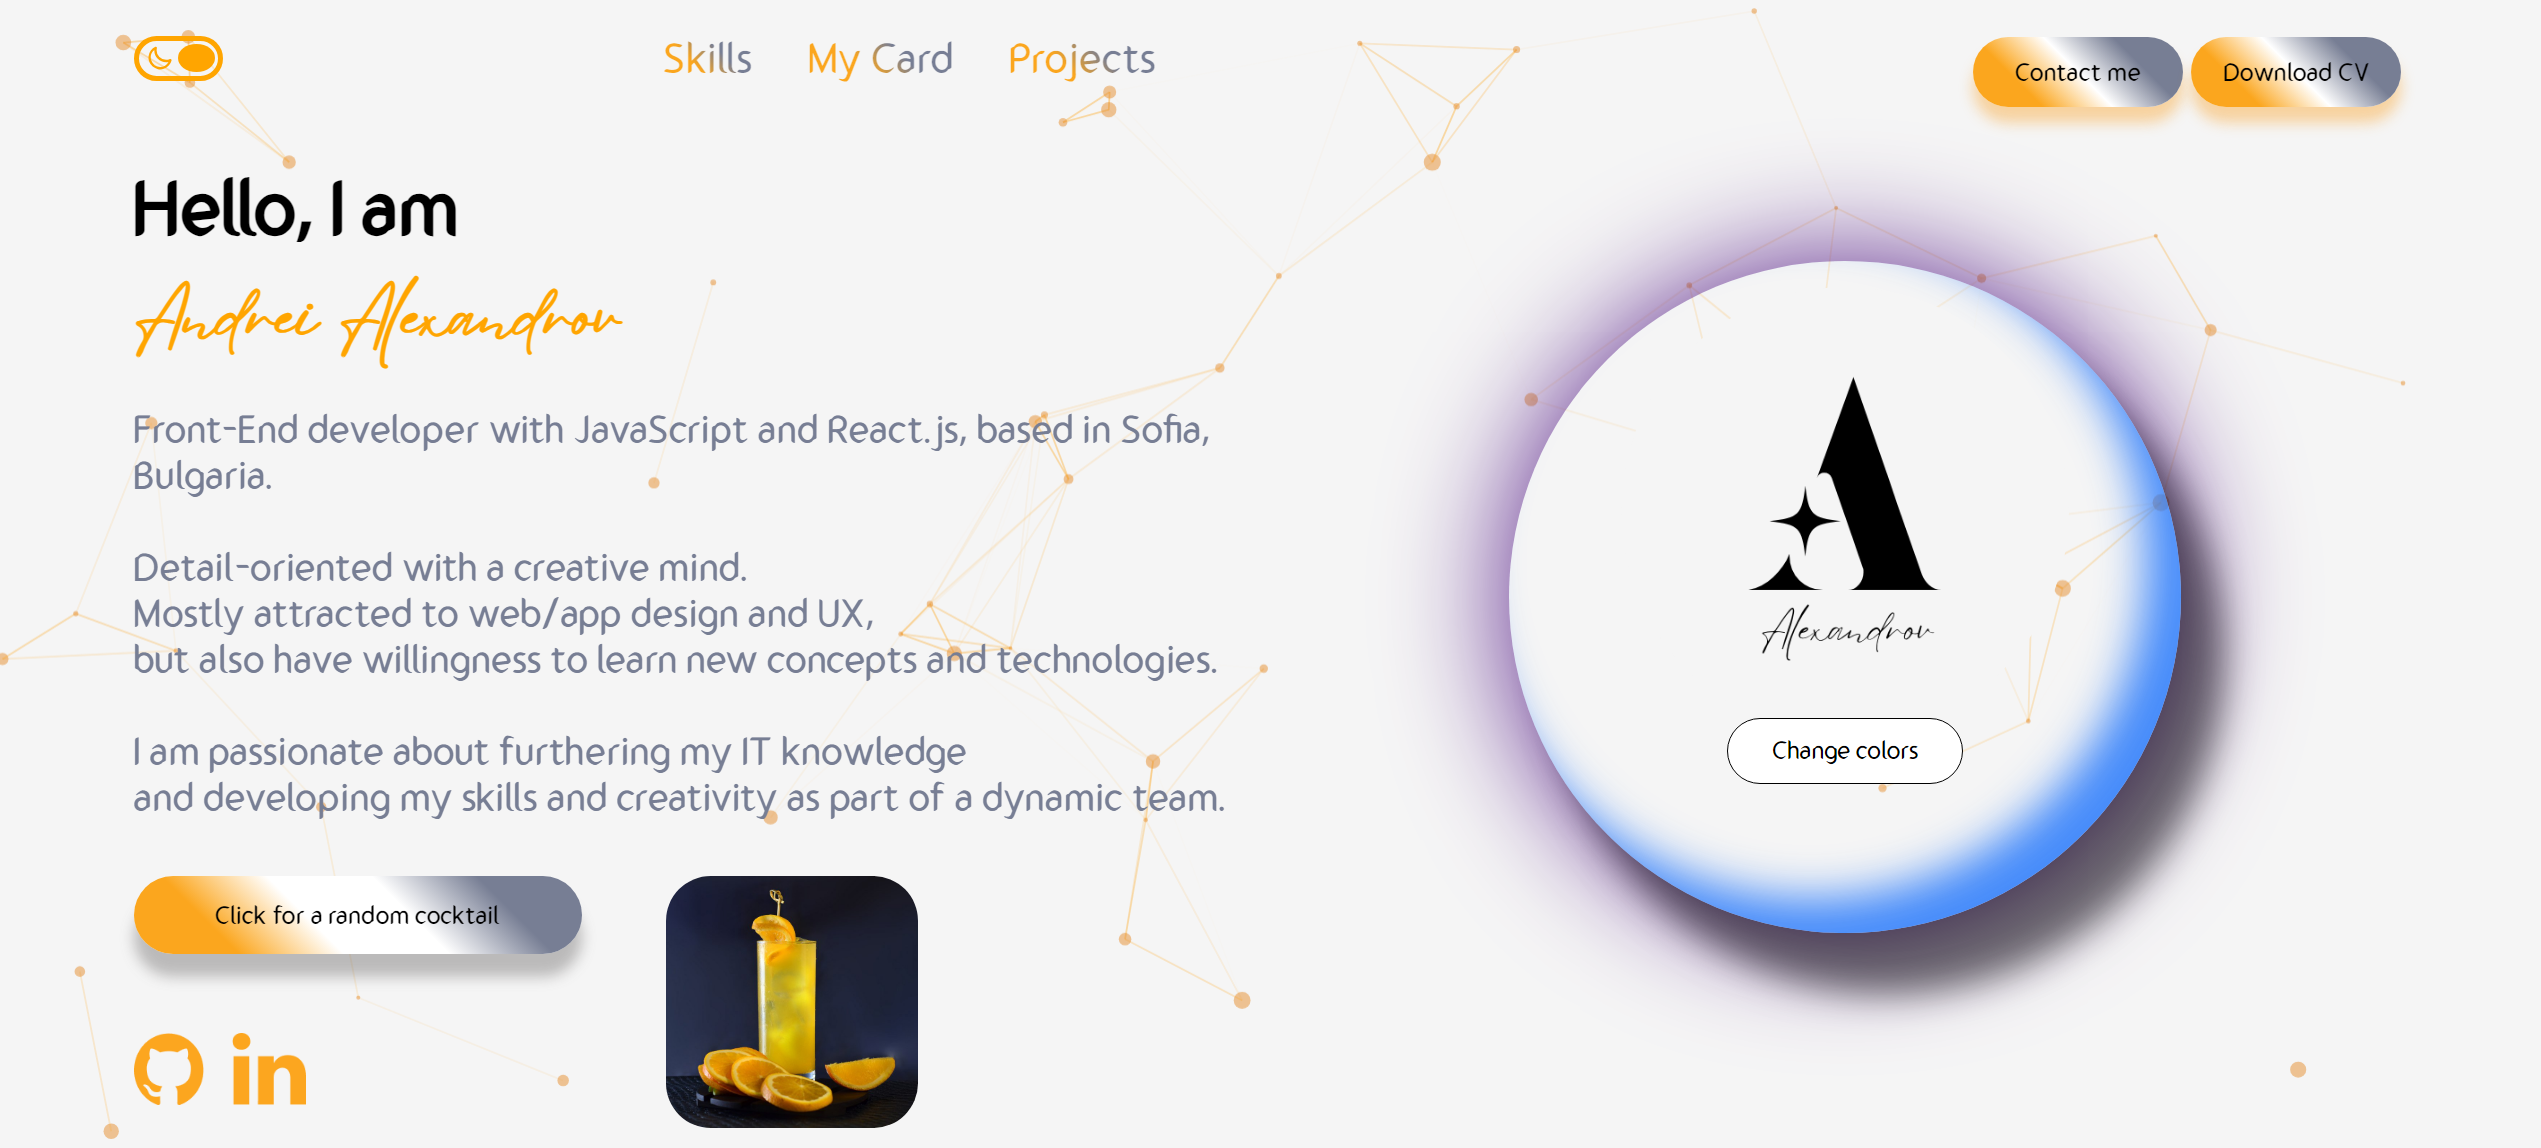 Skills My Card Projects
Contact me Download CV
Hello, I am
Andrei Alexandrov
Front-End developer with JavaScript and React.js, based in Sofia,
Bulgaria.
Detail-oriented with a creative mind.
Mostly attracted to web/app design and UX,
but also have willingness to learn new concepts and technologies.
I am passionate about furthering my IT knowledge
and developing my skills and creativity as part of a dynamic team.
Click for a random cocktail
in
A
Alexandrov
Change colors